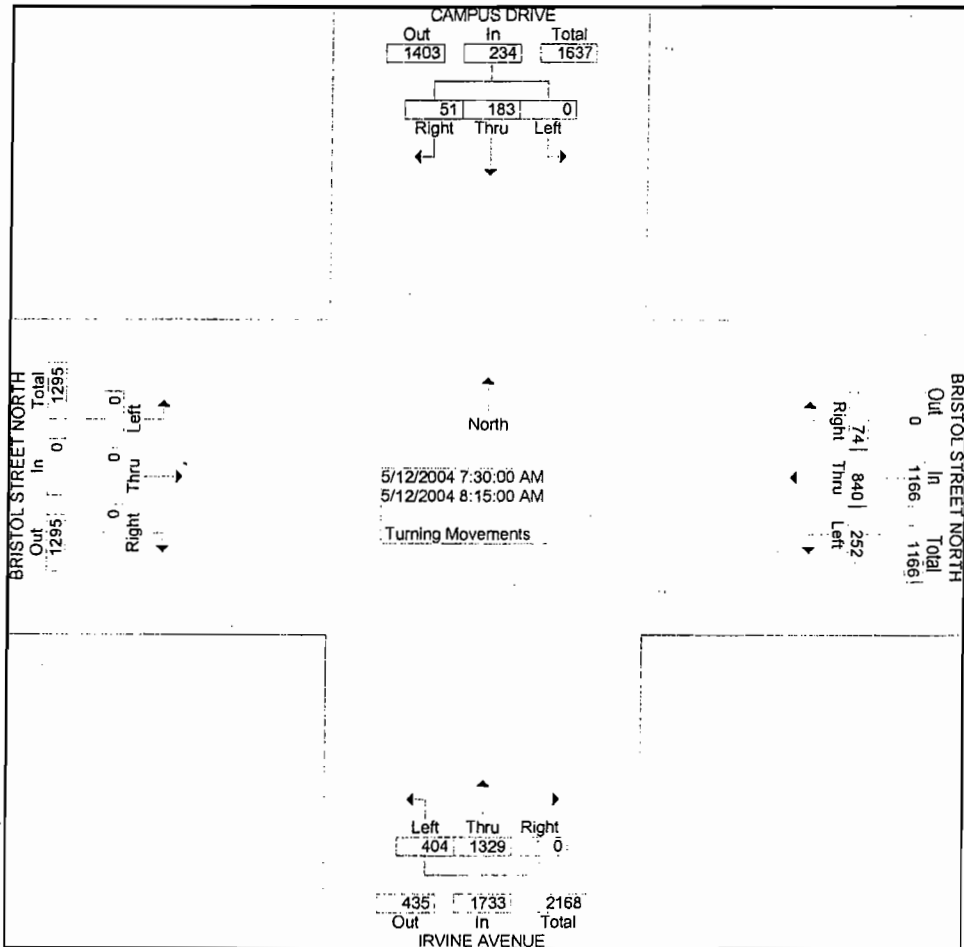 CAMPUS DRIVE
Out In Total
1403 234 1637
51 183 0
Right Thru Left
BRISTOL STREET NORTH
Out In Total
1295 0 1295
Left Thru Right
0 0 0
North
5/12/2004 7:30:00 AM
5/12/2004 8:15:00 AM
Turning Movements
Right Thru Left
74 840 252
Out In Total
0 1166 1166
BRISTOL STREET NORTH
Left Thru Right
404 1329 0
435 1733 2168
Out In Total
IRVINE AVENUE